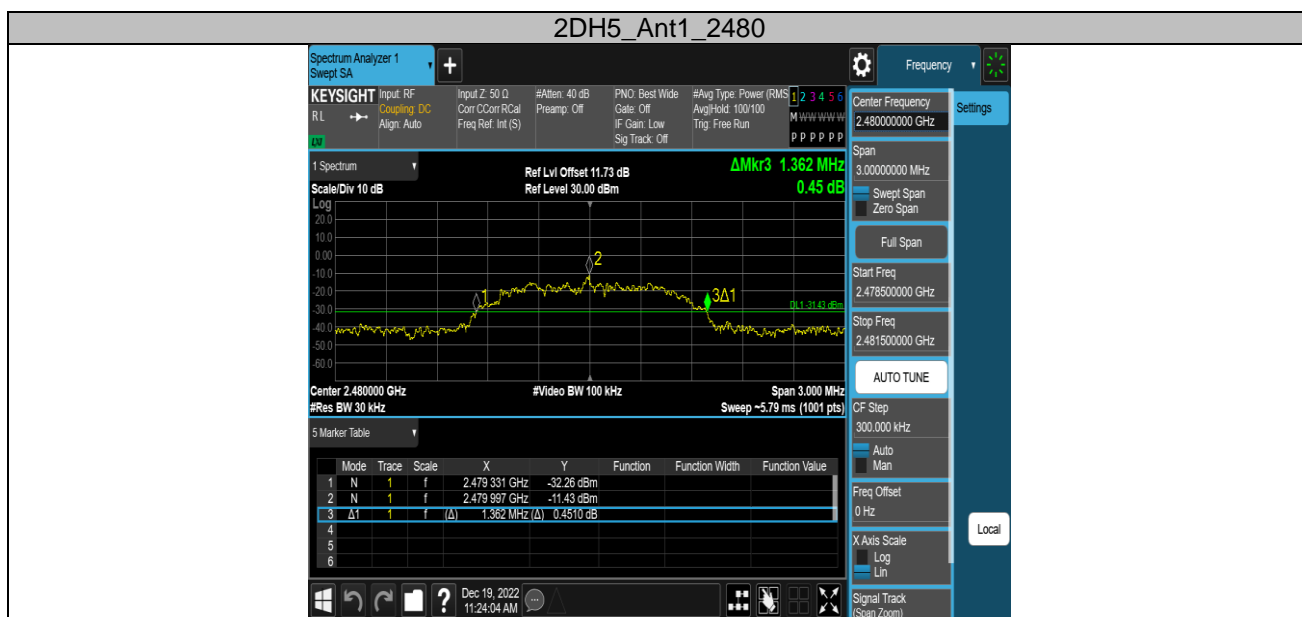 2DH5_Ant1_2480
Spectrum Analyzer 1
Swept SA
+
Frequency
KEYSIGHT
RL
LXI
Input: RF
Coupling: DC
Align: Auto
Input Z: 50 Ω
Corr CCorr RCal
Freq Ref: Int (S)
#Atten: 40 dB
Preamp: Off
PNO: Best Wide
Gate: Off
IF Gain: Low
Sig Track: Off
#Avg Type: Power (RMS
Avg|Hold: 100/100
Trig: Free Run
1 2 3 4 5 6
M W W W W W
P P P P P P
1 Spectrum
Scale/Div 10 dB
Log
Ref Lvl Offset 11.73 dB
Ref Level 30.00 dBm
ΔMkr3 1.362 MHz
0.45 dB
20.0
10.0
0.00
-10.0
-20.0
-30.0
-40.0
-50.0
-60.0
1
2
3Δ1
DL1 -31.43 dBm
Center 2.480000 GHz
#Video BW 100 kHz
Span 3.000 MHz
#Res BW 30 kHz
Sweep ~5.79 ms (1001 pts)
5 Marker Table
Mode Trace Scale X Y Function Function Width Function Value
1 N 1 f 2.479 331 GHz -32.26 dBm
2 N 1 f 2.479 997 GHz -11.43 dBm
3 Δ1 1 f (Δ) 1.362 MHz (Δ) 0.4510 dB
4
5
6
Dec 19, 2022
11:24:04 AM
?
Center Frequency
2.480000000 GHz
Settings
Span
3.00000000 MHz
Swept Span
Zero Span
Full Span
Start Freq
2.478500000 GHz
Stop Freq
2.481500000 GHz
AUTO TUNE
CF Step
300.000 kHz
Auto
Man
Freq Offset
0 Hz
X Axis Scale
Log
Lin
Local
Signal Track
(Span Zoom)